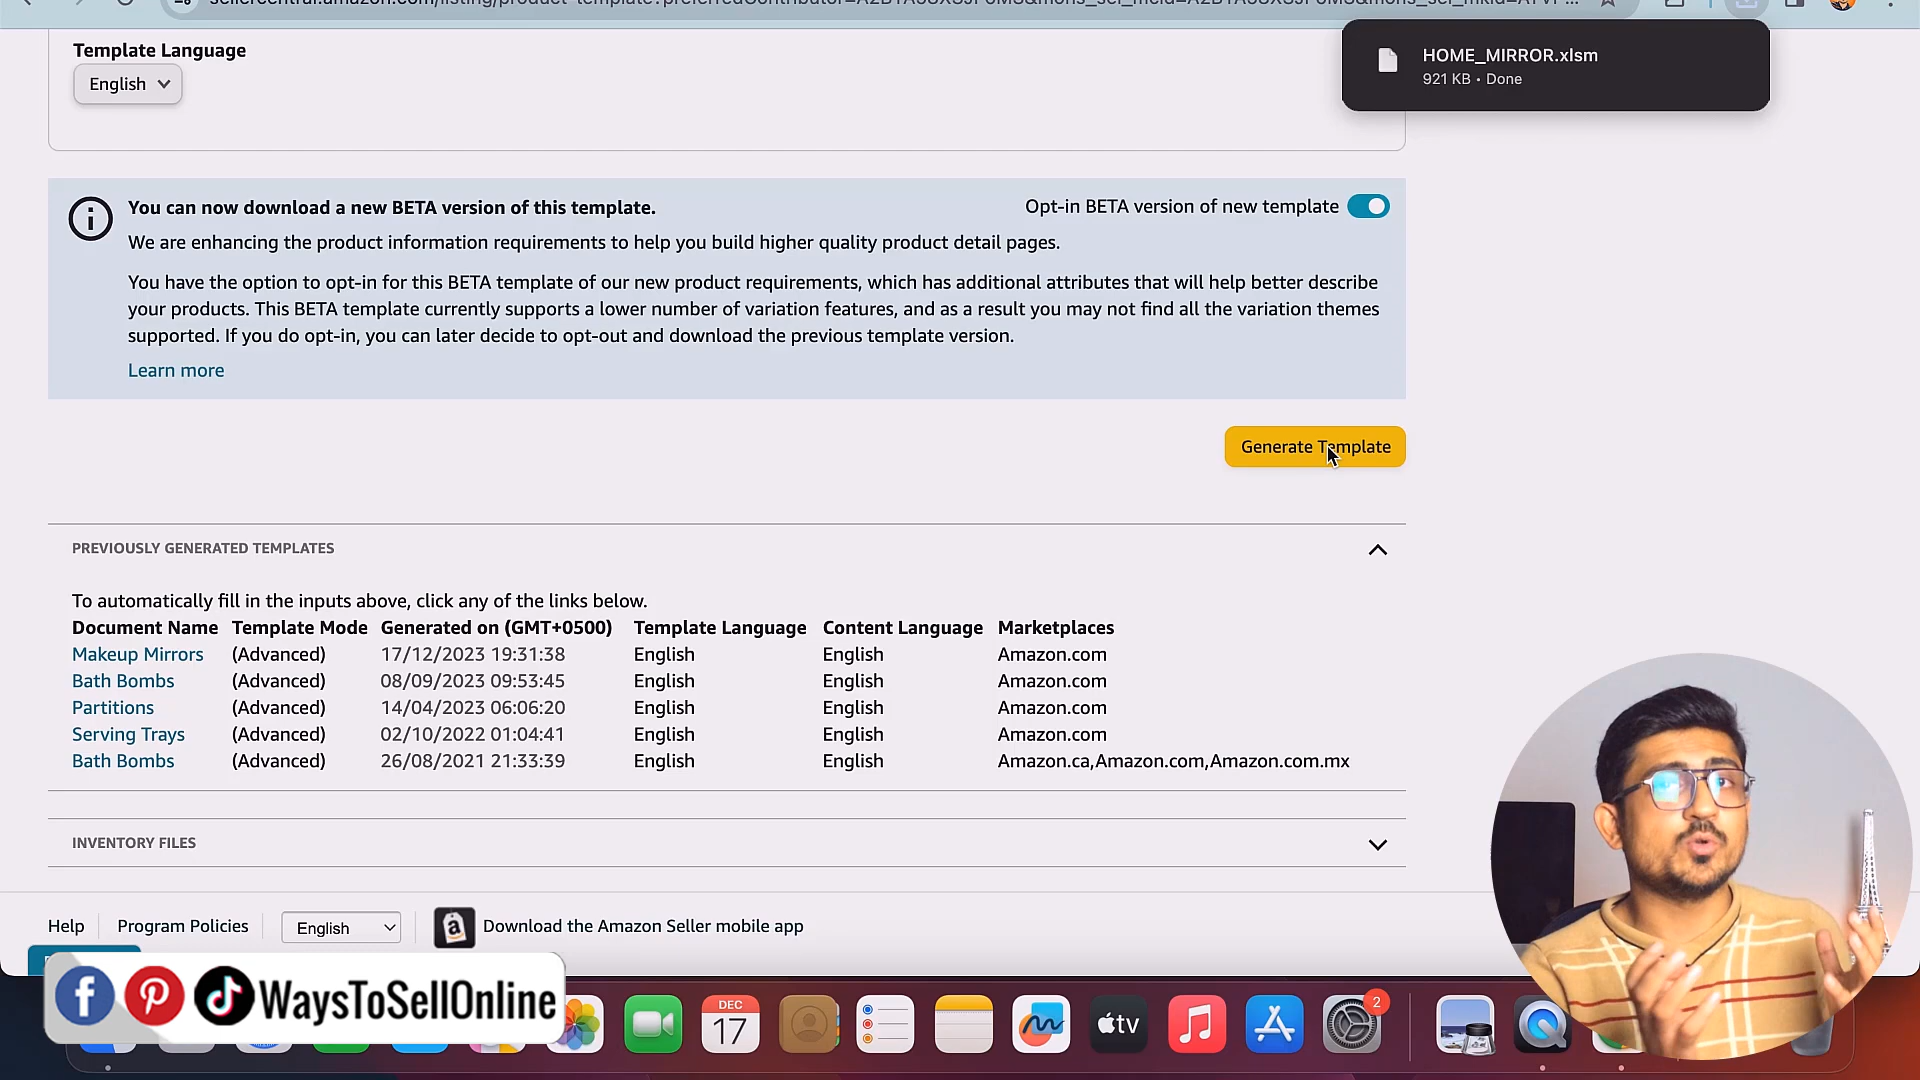 Template Language
English
HOME_MIRROR.xlsm
921 KB • Done
You can now download a new BETA version of this template.
Opt-in BETA version of new template
We are enhancing the product information requirements to help you build higher quality product detail pages.
You have the option to opt-in for this BETA template of our new product requirements, which has additional attributes that will help better describe
your products. This BETA template currently supports a lower number of variation features, and as a result you may not find all the variation themes
supported. If you do opt-in, you can later decide to opt-out and download the previous template version.
Learn more
Generate Template
PREVIOUSLY GENERATED TEMPLATES
To automatically fill in the inputs above, click any of the links below.
Document Name Template Mode Generated on (GMT+0500) Template Language Content Language Marketplaces
Makeup Mirrors (Advanced) 17/12/2023 19:31:38 English English Amazon.com
Bath Bombs (Advanced) 08/09/2023 09:53:45 English English Amazon.com
Partitions (Advanced) 14/04/2023 06:06:20 English English Amazon.com
Serving Trays (Advanced) 02/10/2022 01:04:41 English English Amazon.com
Bath Bombs (Advanced) 26/08/2021 21:33:39 English English Amazon.ca,Amazon.com,Amazon.com.mx
INVENTORY FILES
Help Program Policies English Download the Amazon Seller mobile app
WaysToSellOnline
DEC
17
tv
2